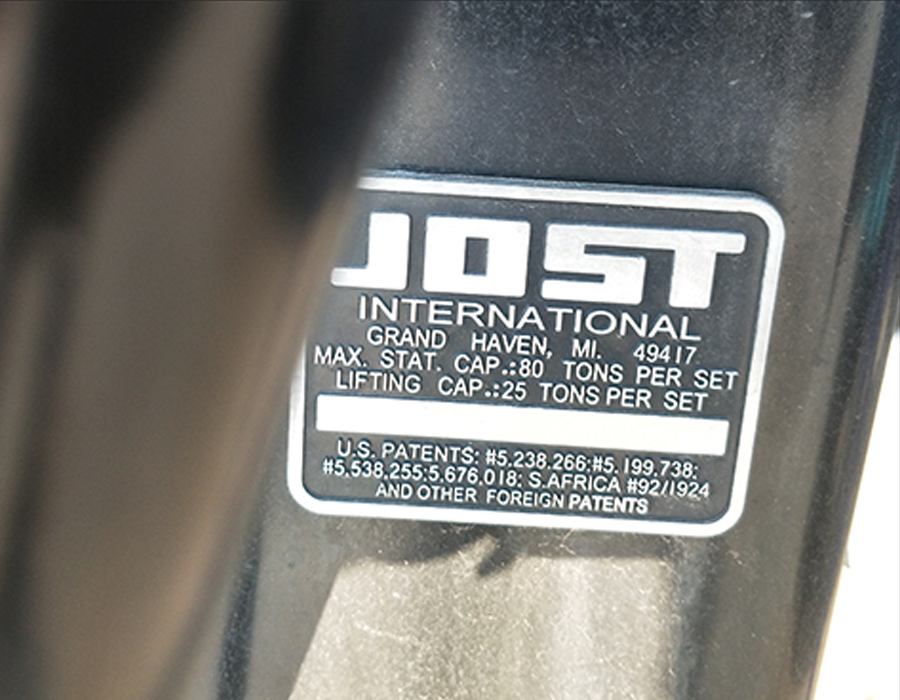 JOST
INTERNATIONAL
GRAND HAVEN, MI. 49417
MAX. STAT. CAP.:80 TONS PER SET
LIFTING CAP.:25 TONS PER SET
U.S. PATENTS: #5.238.266;#5.199.738;
#5,538,255;5.676.018; S.AFRICA #92/1924
AND OTHER FOREIGN PATENTS